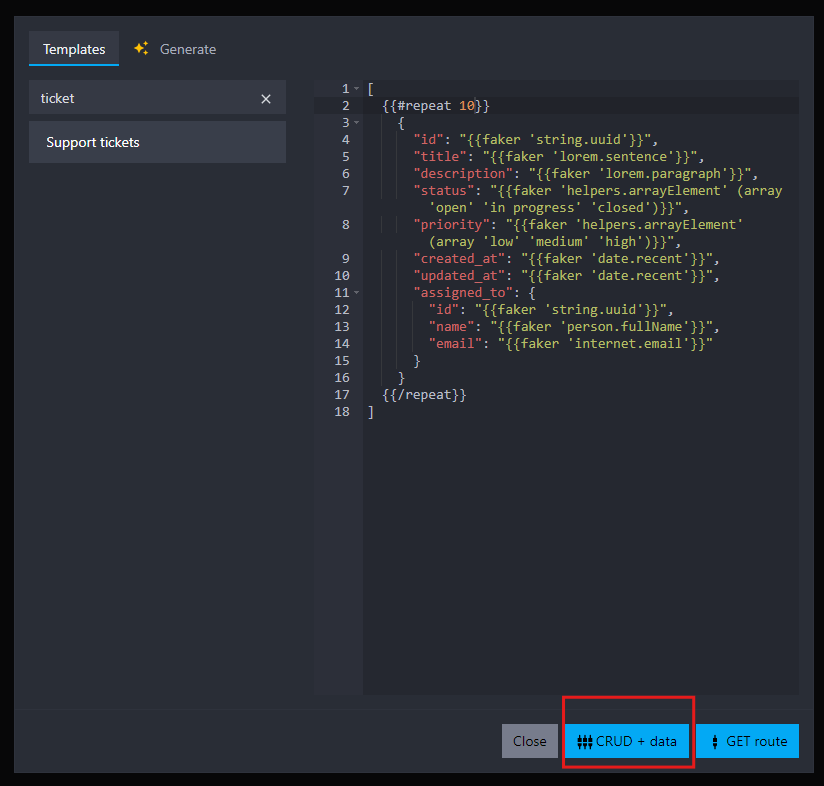 Templates Generate
ticket
Support tickets
1 [
2 {{#repeat 10}}
3 {
4 "id": "{{faker 'string.uuid'}}",
5 "title": "{{faker 'lorem.sentence'}}",
6 "description": "{{faker 'lorem.paragraph'}}",
7 "status": "{{faker 'helpers.arrayElement' (array
'open' 'in progress' 'closed')}}",
8 "priority": "{{faker 'helpers.arrayElement'
(array 'low' 'medium' 'high')}}",
9 "created_at": "{{faker 'date.recent'}}",
10 "updated_at": "{{faker 'date.recent'}}",
11 "assigned_to": {
12 "id": "{{faker 'string.uuid'}}",
13 "name": "{{faker 'person.fullName'}}",
14 "email": "{{faker 'internet.email'}}"
15 }
16 }
17 {{/repeat}}
18 ]
Close CRUD + data GET route